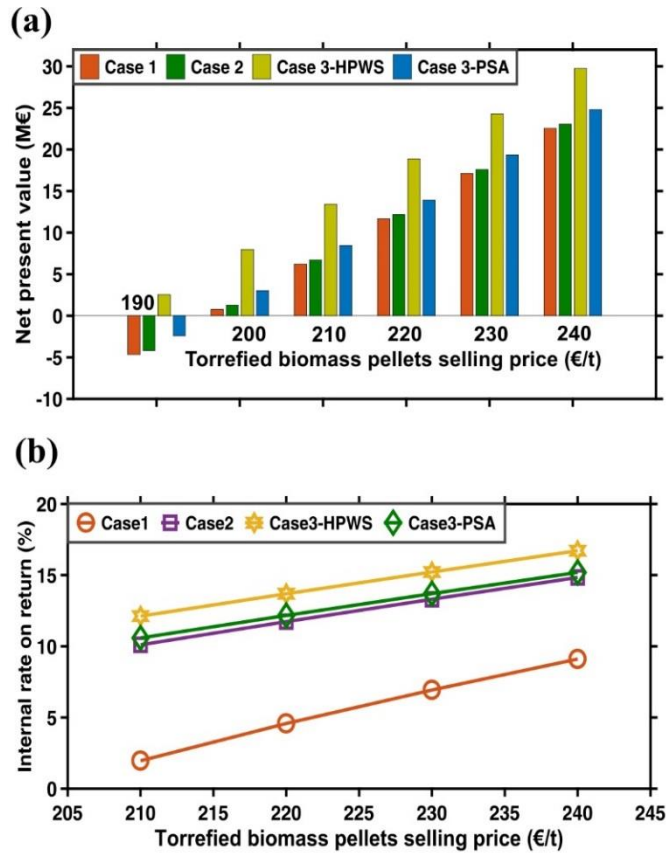 (a)
Case 1 Case 2 Case 3-HPWS Case 3-PSA
Net present value (M€)
30
25
20
15
10
5
0
-5
-10
190
200 210 220 230 240
Torrefied biomass pellets selling price (€/t)
(b)
Case1 Case2 Case3-HPWS Case3-PSA
Internal rate on return (%)
20
15
10
5
0
205 210 215 220 225 230 235 240 245
Torrefied biomass pellets selling price (€/t)